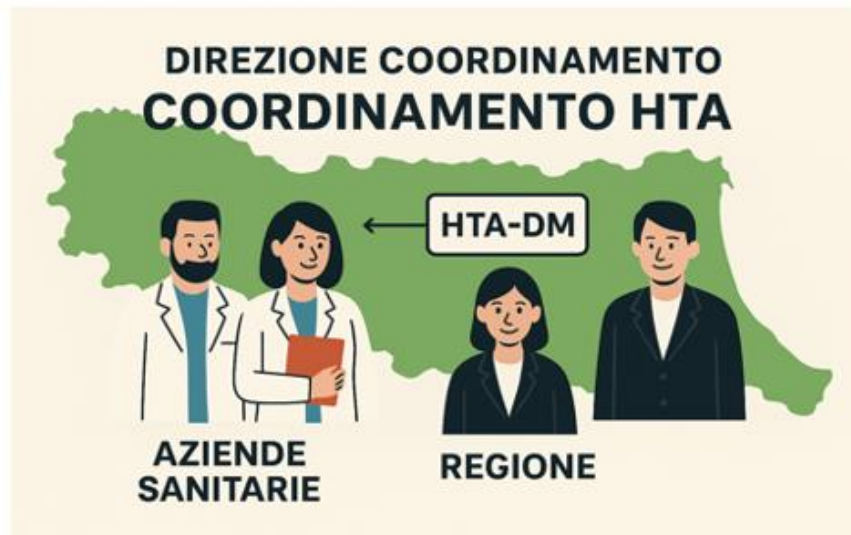 DIREZIONE COORDINAMENTO
COORDINAMENTO HTA
HTA-DM
AZIENDE
SANITARIE
REGIONE